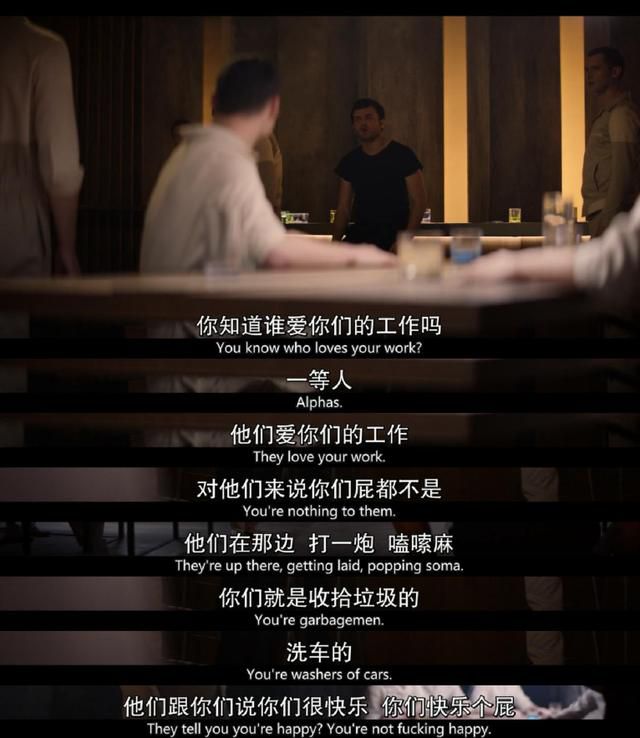 你知道谁爱你们的工作吗
You know who loves your work?
一等人
Alphas.
他们爱你们的工作
They love your work.
对他们来说你们屁都不是
You're nothing to them.
他们在那边 打一炮 嗑嗦麻
They're up there, getting laid, popping soma.
你们就是收拾垃圾的
You're garbagemen.
洗车的
You're washers of cars.
他们跟你们说你们很快乐 你们快乐个屁
They tell you you're happy? You're not fucking happy.